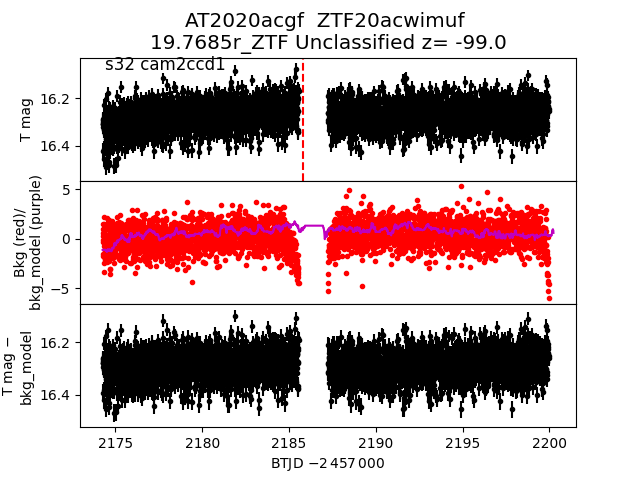 AT2020acgf  ZTF20acwimuf
19.7685r_ZTF Unclassified z= -99.0
s32 cam2ccd1
T mag
16.2
16.4
Bkg (red)/
bkg_model (purple)
5
0
−5
T mag −
bkg_model
16.2
16.4
2175 2180 2185 2190 2195 2200
BTJD −2 457 000